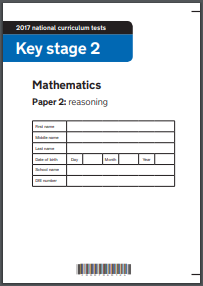 2017 national curriculum tests
Key stage 2
Mathematics
Paper 2: reasoning
First name
Middle name
Last name
Date of birth Day Month Year
School name
DfE number